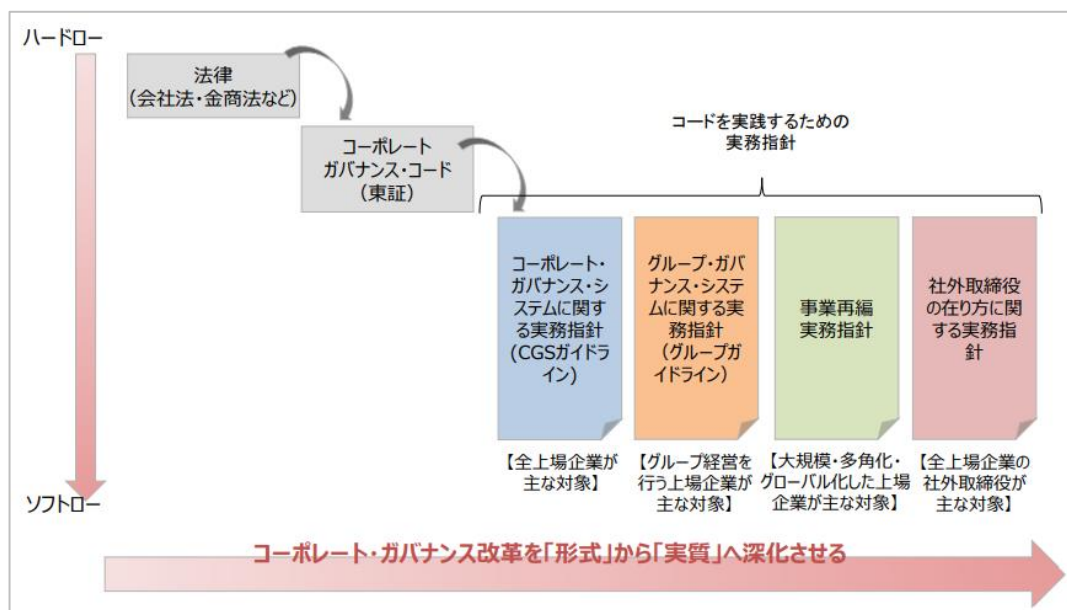 ハードロー
法律
（会社法・金商法など）
コーポレート
ガバナンス・コード
（東証）
コードを実践するための
実務指針
コーポレート・
ガバナンス・シ
ステムに関す
る実務指針
(CGSガイドラ
イン)
グループ・ガバ
ナンス・システ
ムに関する実
務指針
（グループガ
イドライン）
事業再編
実務指針
社外取締役
の在り方に関
する実務指
針
【全上場企業が
主な対象】
【グループ経営を
行う上場企業が
主な対象】
【大規模・多角化・
グローバル化した上場
企業が主な対象】
【全上場企業の
社外取締役が
主な対象】
ソフトロー
コーポレート・ガバナンス改革を「形式」から「実質」へ深化させる